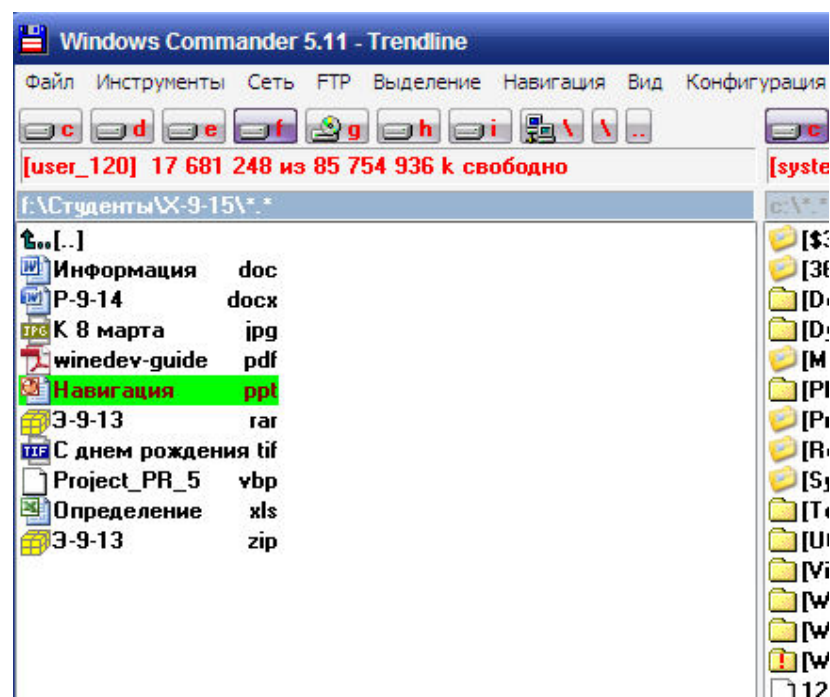 Windows Commander 5.11 - Trendline
Файл Инструменты Сеть FTP Выделение Навигация Вид Конфигурация
c d e f g h i \ \ .. c
[user_120] 17 681 248 из 85 754 936 k свободно
f:\Студенты\X-9-15\*.* c:\*.*
[..]
Информация doc
P-9-14 docx
К 8 марта jpg
winedev-guide pdf
Навигация ppt
Э-9-13 rar
С днем рождения tif
Project_PR_5 vbp
Определение xls
Э-9-13 zip